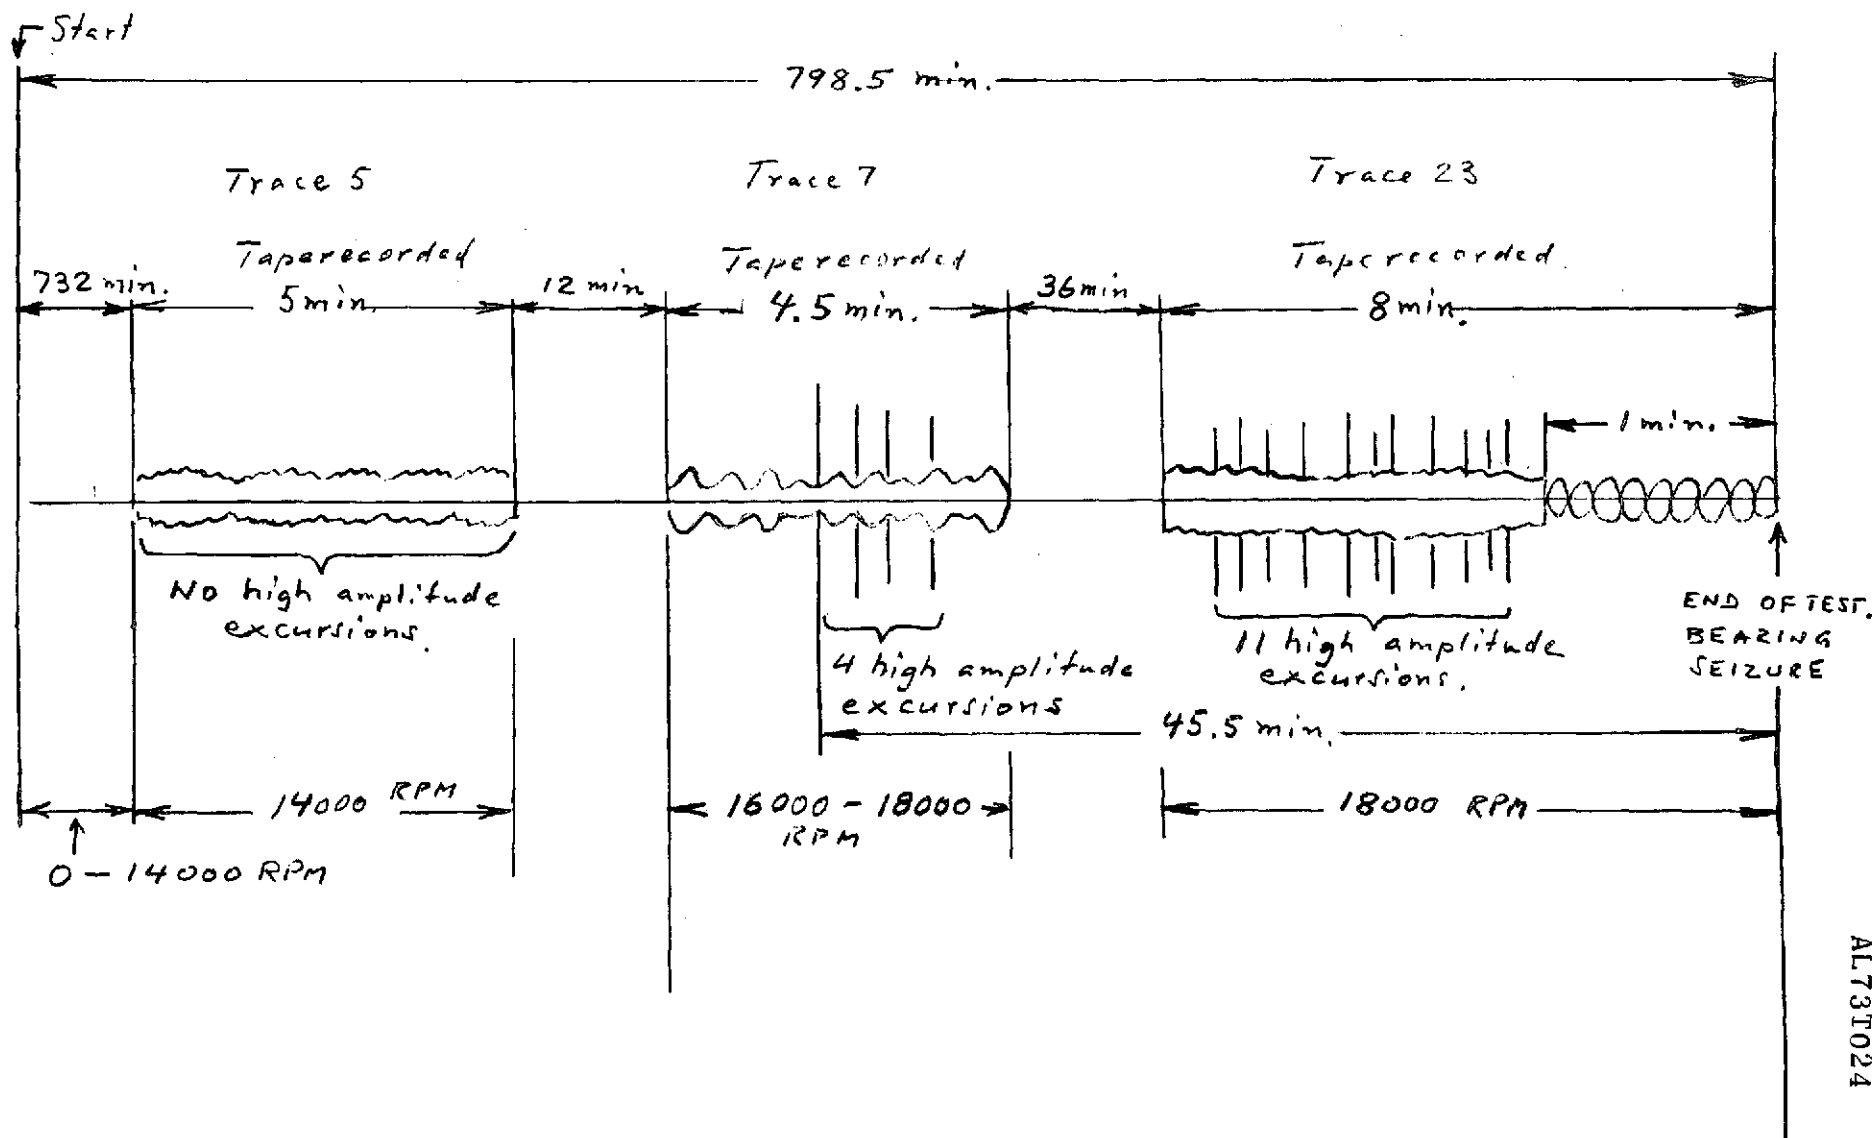 Start
798.5 min.
Trace 5
Trace 7
Trace 23
Taperecorded
Taperecorded
Taperecorded.
732 min.
5 min.
12 min
4.5 min.
36 min
8 min.
1 min.
No high amplitude
excursions.
4 high amplitude
excursions
11 high amplitude
excursions.
END OF TEST.
BEARING
SEIZURE
45.5 min.
14000 RPM
16000 - 18000
RPM
18000 RPM
0 - 14000 RPM
AL73T024